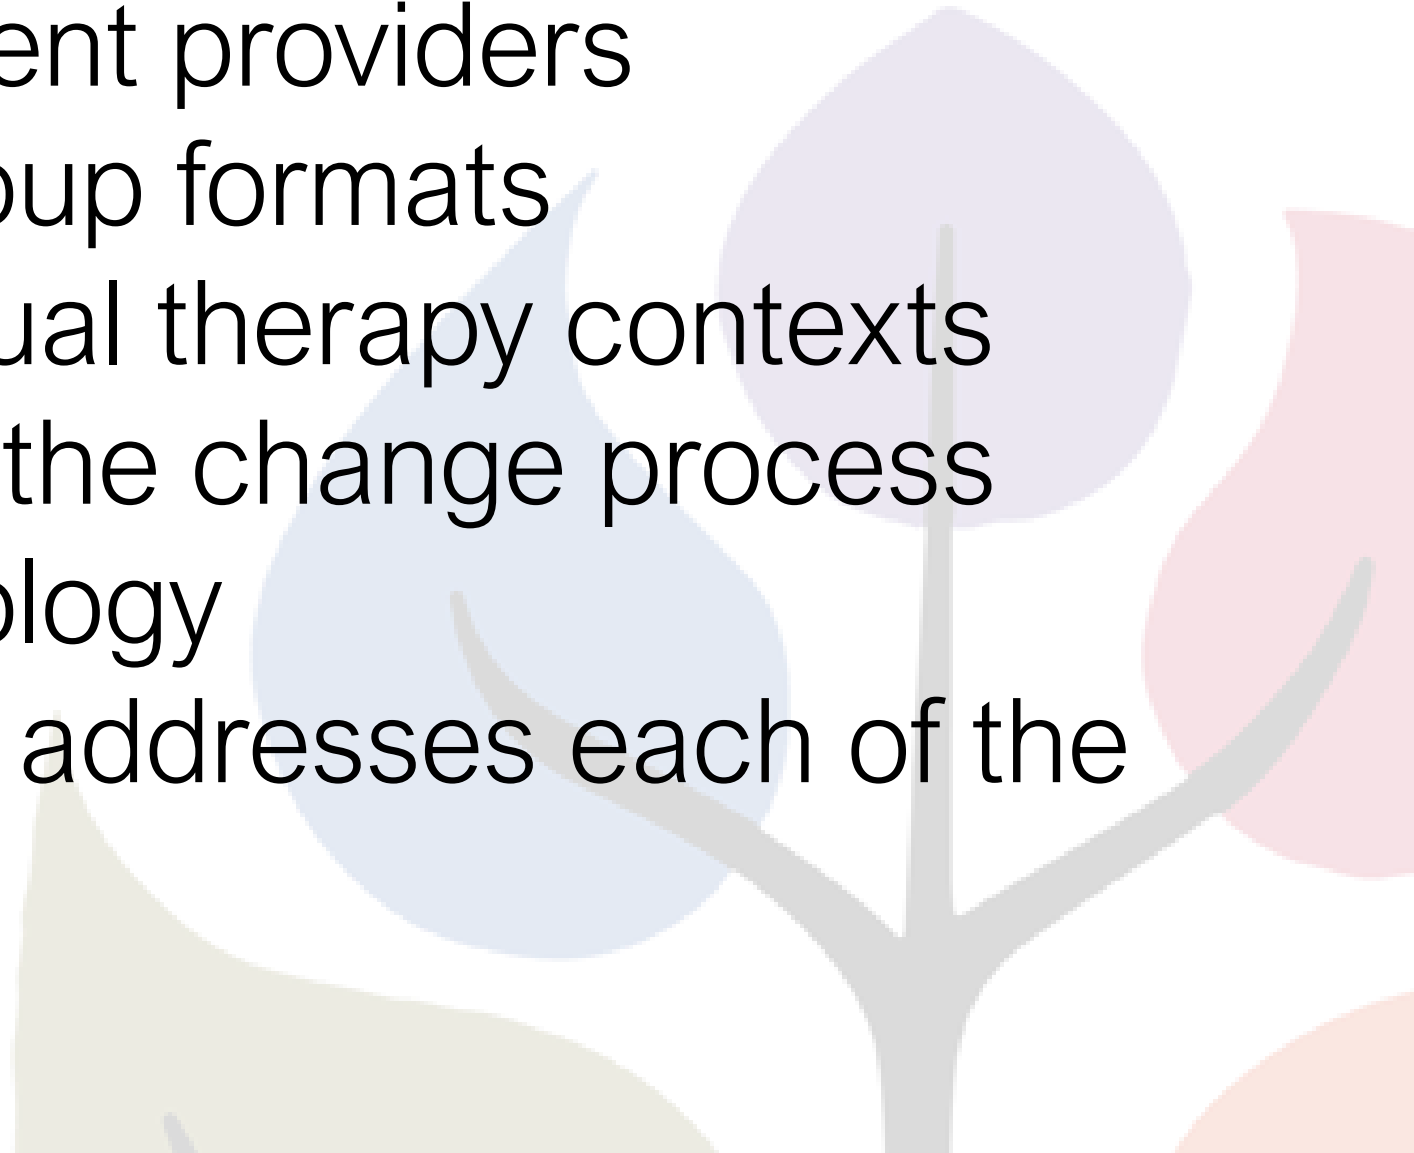 ent providers
oup formats
ual therapy contexts
the change process
ology
addresses each of the